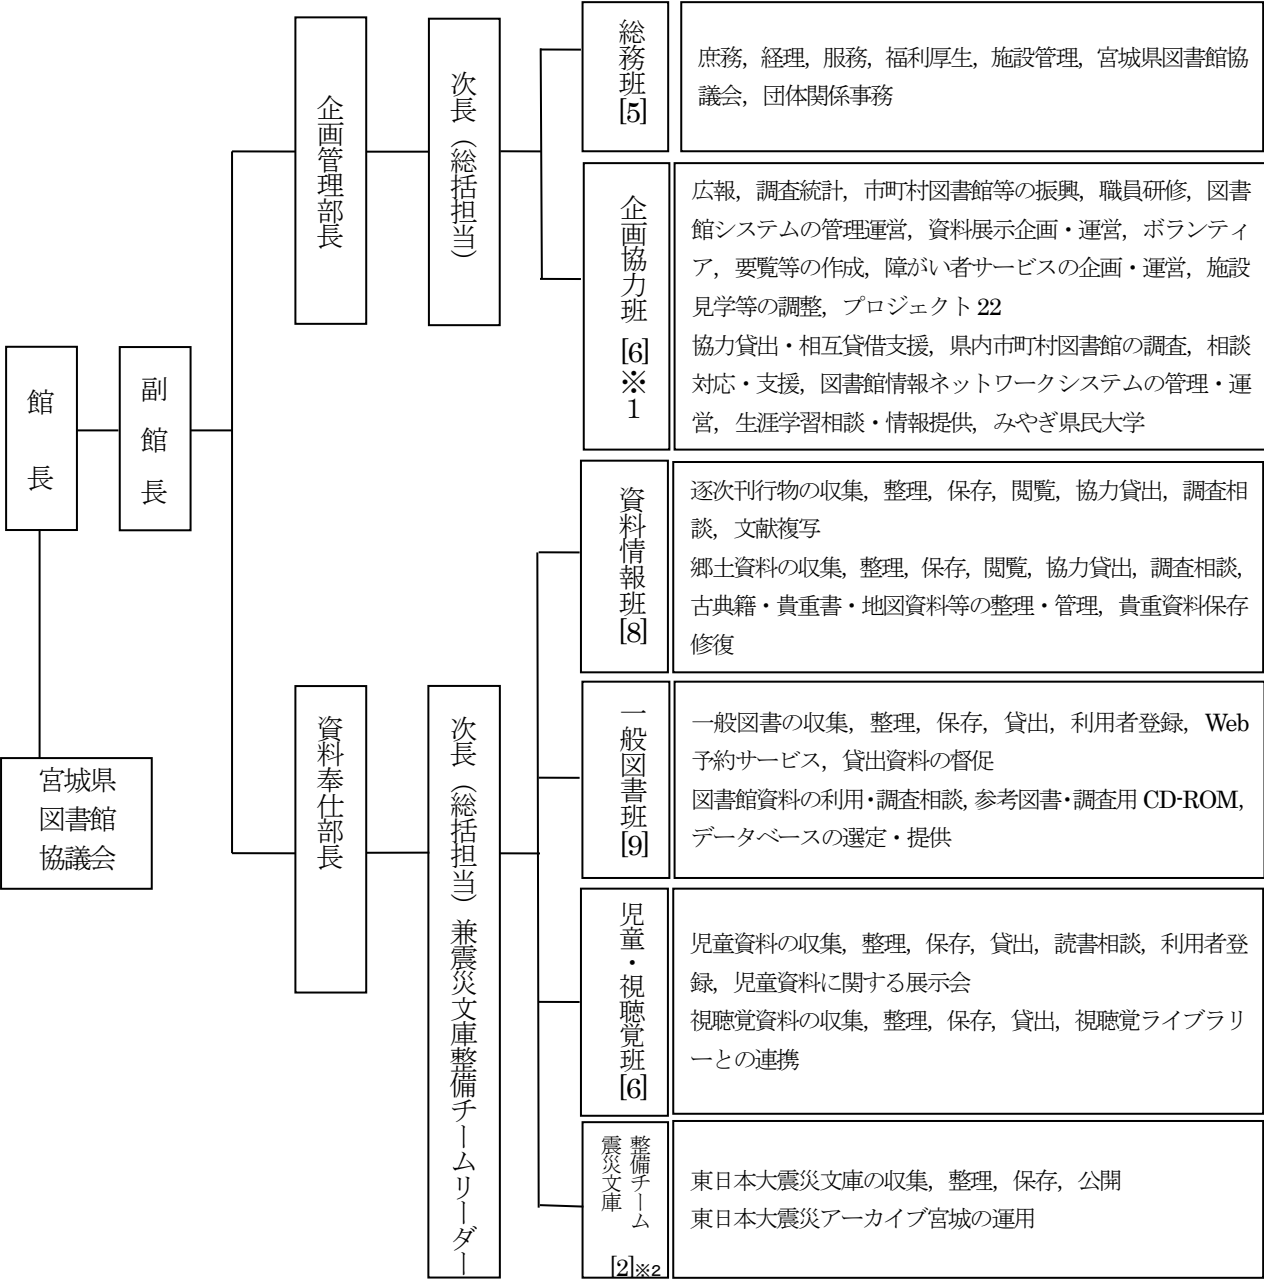 館長
副館長
宮城県
図書館
協議会
企画管理部長
次長（総括担当）
総務班[5]
庶務，経理，服務，福利厚生，施設管理，宮城県図書館協
議会，団体関係事務
企画協力班[6]※1
広報，調査統計，市町村図書館等の振興，職員研修，図書
館システムの管理運営，資料展示企画・運営，ボランティ
ア，要覧等の作成，障がい者サービスの企画・運営，施設
見学等の調整，プロジェクト22
協力貸出・相互貸借支援，県内市町村図書館の調査，相談
対応・支援，図書館情報ネットワークシステムの管理・運
営，生涯学習相談・情報提供，みやぎ県民大学
資料奉仕部長
次長（総括担当）兼震災文庫整備チームリーダー
資料情報班[8]
逐次刊行物の収集，整理，保存，閲覧，協力貸出，調査相
談，文献複写
郷土資料の収集，整理，保存，閲覧，協力貸出，調査相談，
古典籍・貴重書・地図資料等の整理・管理，貴重資料保存
修復
一般図書班[9]
一般図書の収集，整理，保存，貸出，利用者登録，Web
予約サービス，貸出資料の督促
図書館資料の利用・調査相談，参考図書・調査用CD-ROM，
データベースの選定・提供
児童・視聴覚班[6]
児童資料の収集，整理，保存，貸出，読書相談，利用者登
録，児童資料に関する展示会
視聴覚資料の収集，整理，保存，貸出，視聴覚ライブラリ
ーとの連携
震災文庫
整備チーム
[2]※2
東日本大震災文庫の収集，整理，保存，公開
東日本大震災アーカイブ宮城の運用